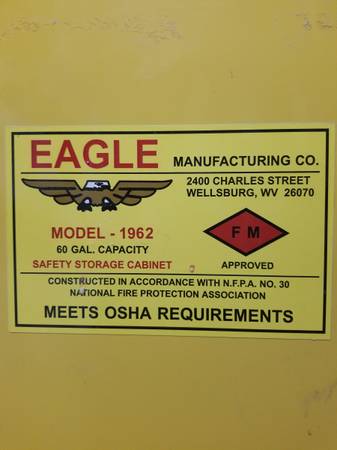 EAGLE MANUFACTURING CO.
2400 CHARLES STREET
WELLSBURG, WV 26070
MODEL - 1962
60 GAL. CAPACITY
SAFETY STORAGE CABINET
F M
APPROVED
CONSTRUCTED IN ACCORDANCE WITH N.F.P.A. NO. 30
NATIONAL FIRE PROTECTION ASSOCIATION
MEETS OSHA REQUIREMENTS